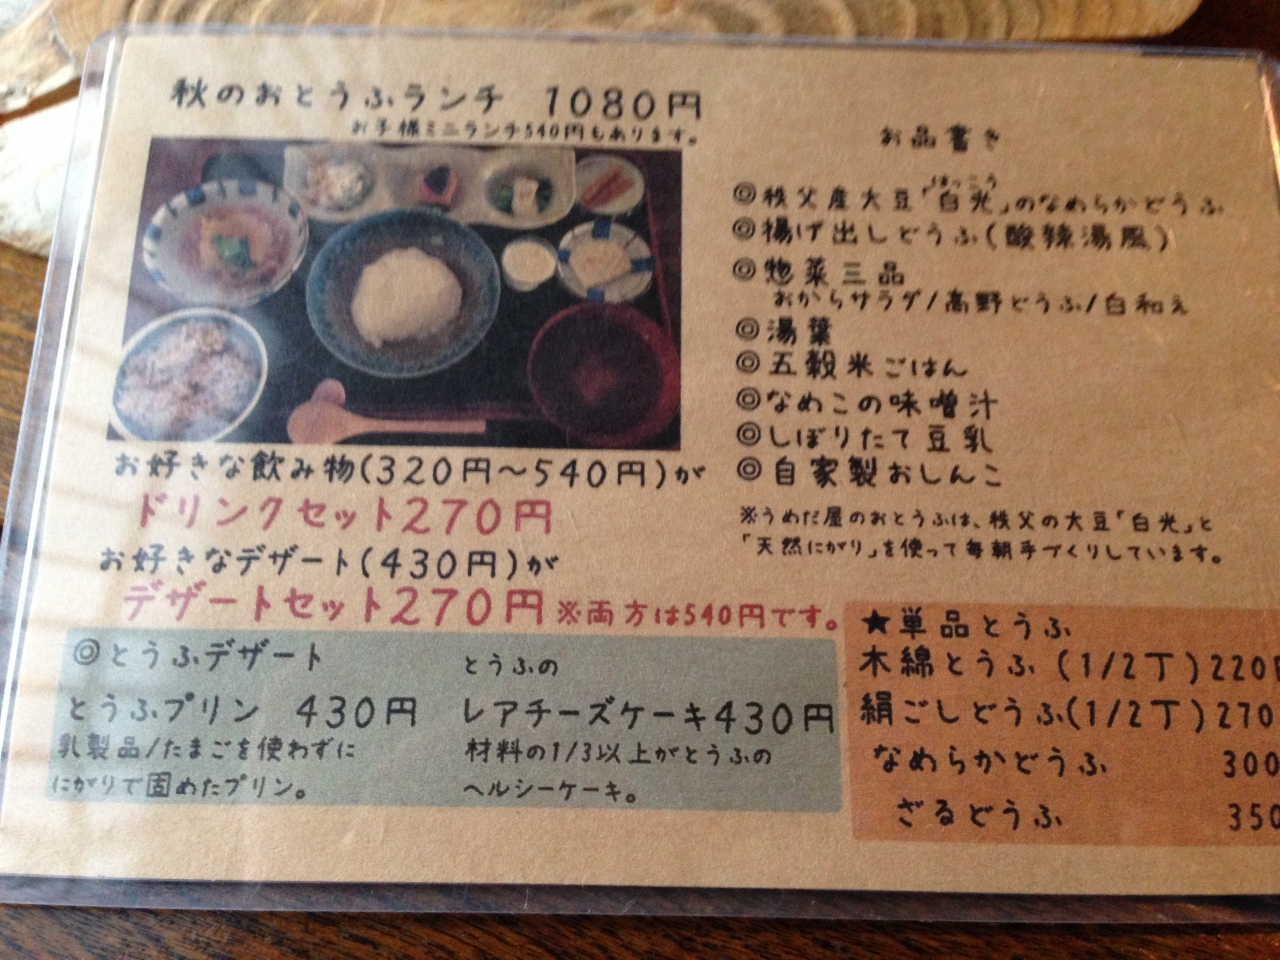 秋のおとうふランチ 1080円
お子様ミニランチ540円もあります。
お品書き
はっこう
◎秩父産大豆「白光」のなめらかどうふ
◎揚げ出しどうふ(酸辣湯風)
◎惣菜三品
おからサラダ/高野どうふ/白和え
◎湯葉
◎五穀米ごはん
◎なめこの味噌汁
◎しぼりたて豆乳
◎自家製おしんこ
※うめだ屋のおとうふは、秩父の大豆「白光」と
「天然にがり」を使って毎朝手づくりしています。
お好きな飲み物(320円〜540円)が
ドリンクセット270円
お好きなデザート(430円)が
デザートセット270円※両方は540円です。
◎とうふデザート
とうふプリン 430円
乳製品/たまごを使わずに
にがりで固めたプリン。
とうふの
レアチーズケーキ430円
材料の1/3以上がとうふの
ヘルシーケーキ。
★単品とうふ
木綿とうふ(1/2丁)220円
絹ごしどうふ(1/2丁)270
なめらかどうふ 300
ざるどうふ 350